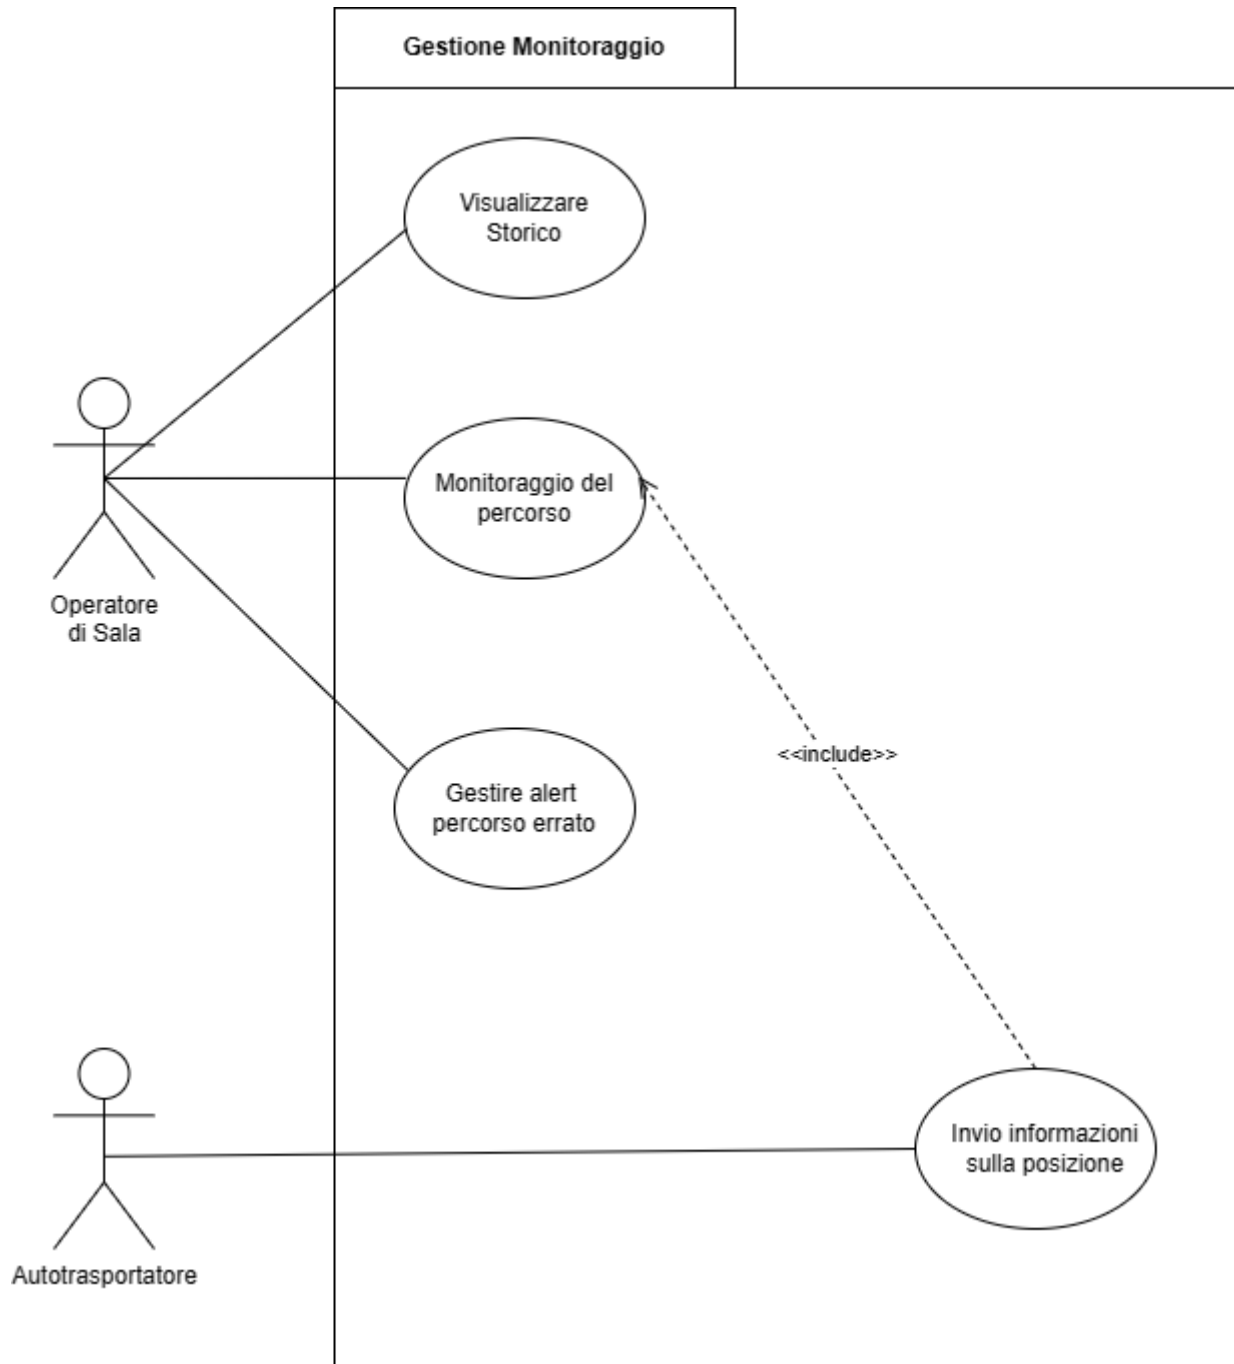 Gestione Monitoraggio
Visualizzare
Storico
Monitoraggio del
percorso
Operatore
di Sala
<<include>>
Gestire alert
percorso errato
Invio informazioni
sulla posizione
Autotrasportatore